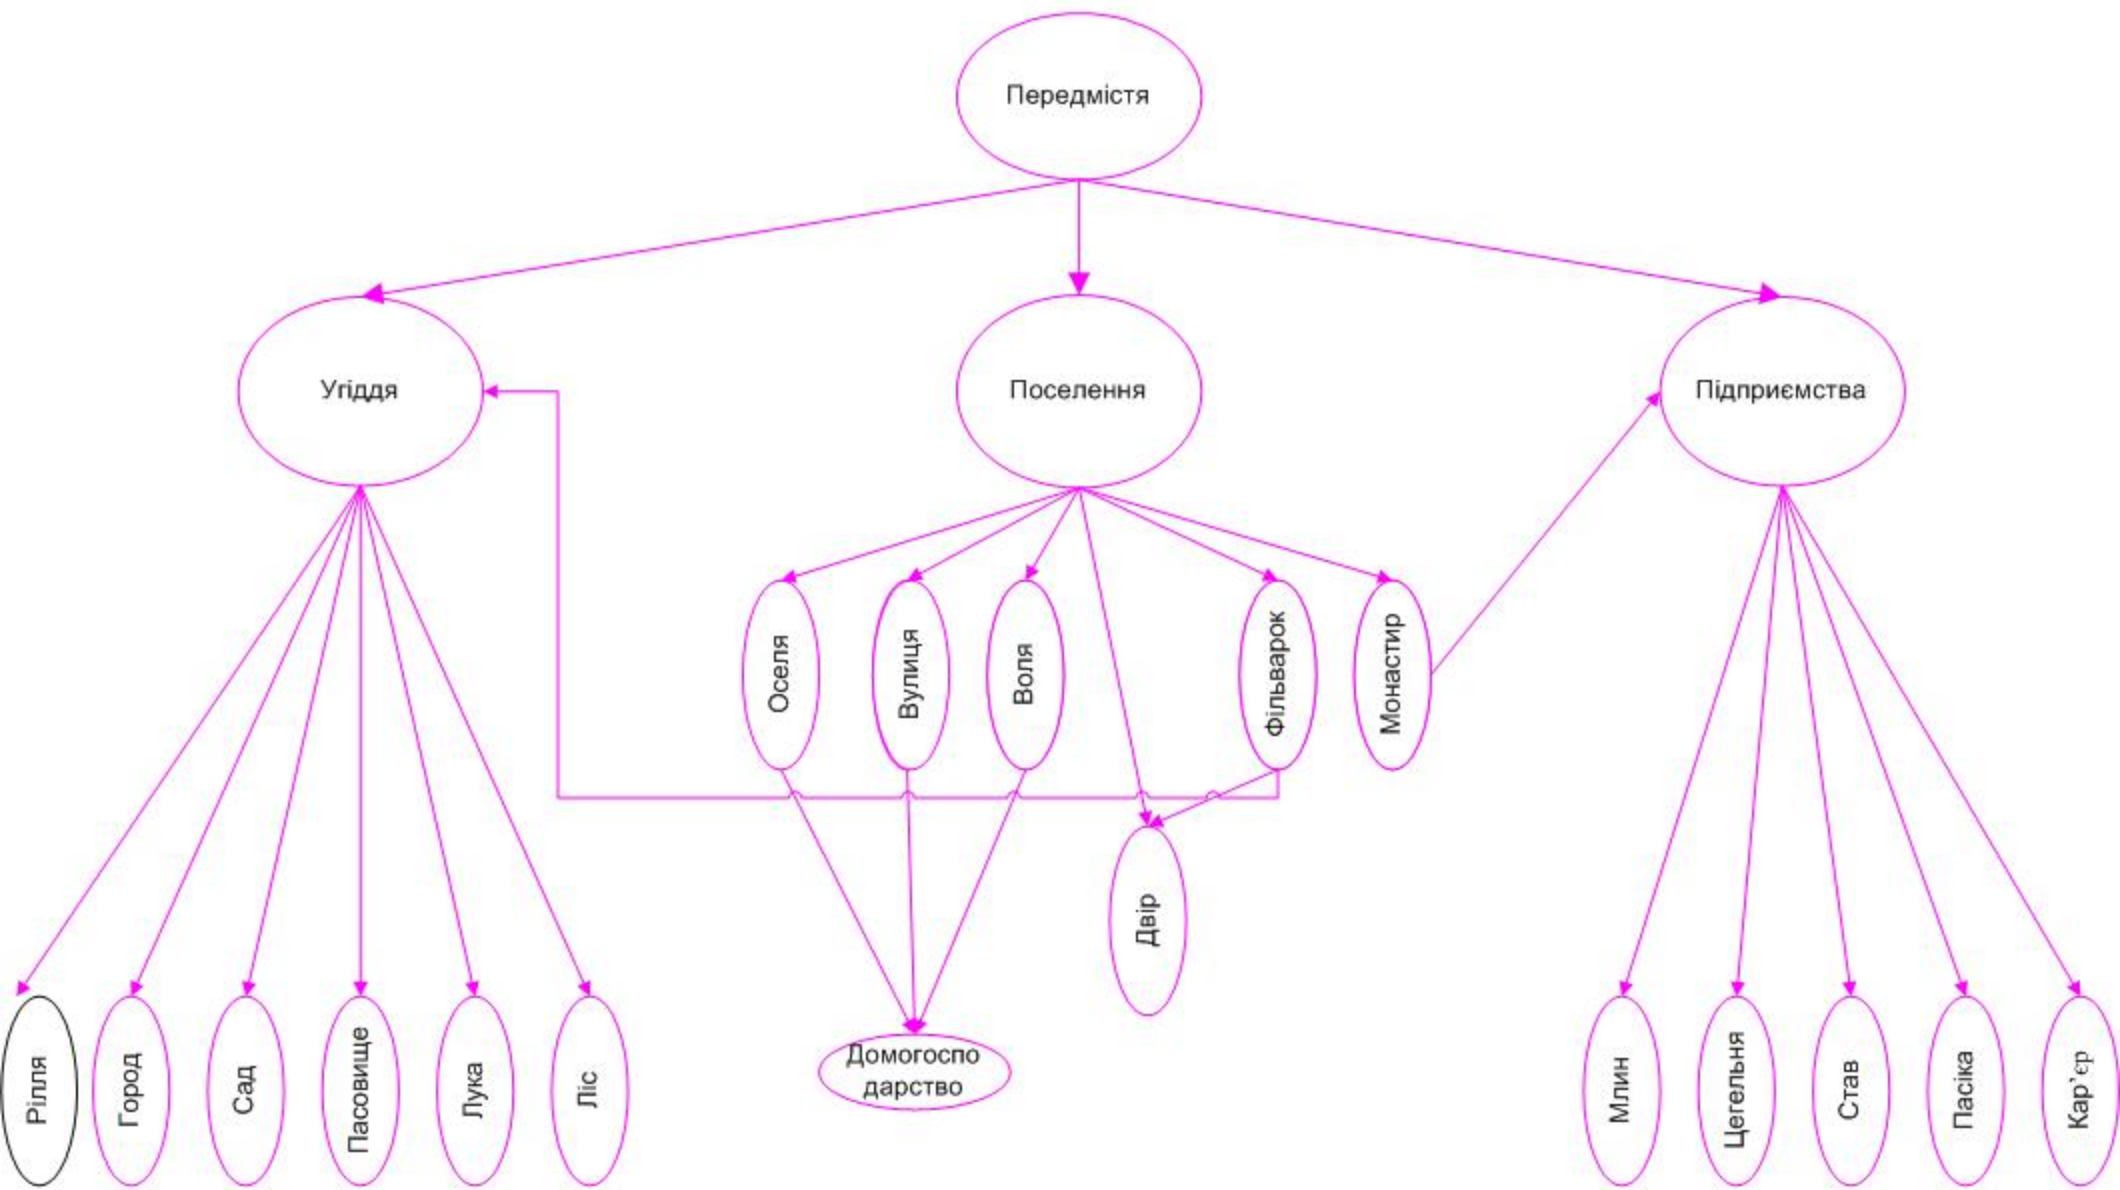 Передмістя
Угіддя
Поселення
Підприємства
Оселя
Вулиця
Воля
Фільварок
Монастир
Двір
Рілля
Город
Сад
Пасовище
Лука
Ліс
Домогоспо
дарство
Млин
Цегельня
Став
Пасіка
Кар’єр